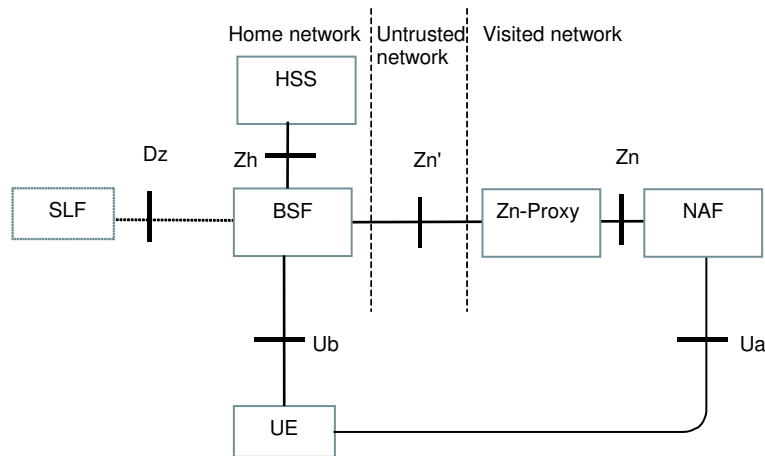 Home network
Untrusted
network
Visited network
HSS
Dz
Zh
Zn'
Zn
SLF
BSF
Zn-Proxy
NAF
Ub
Ua
UE